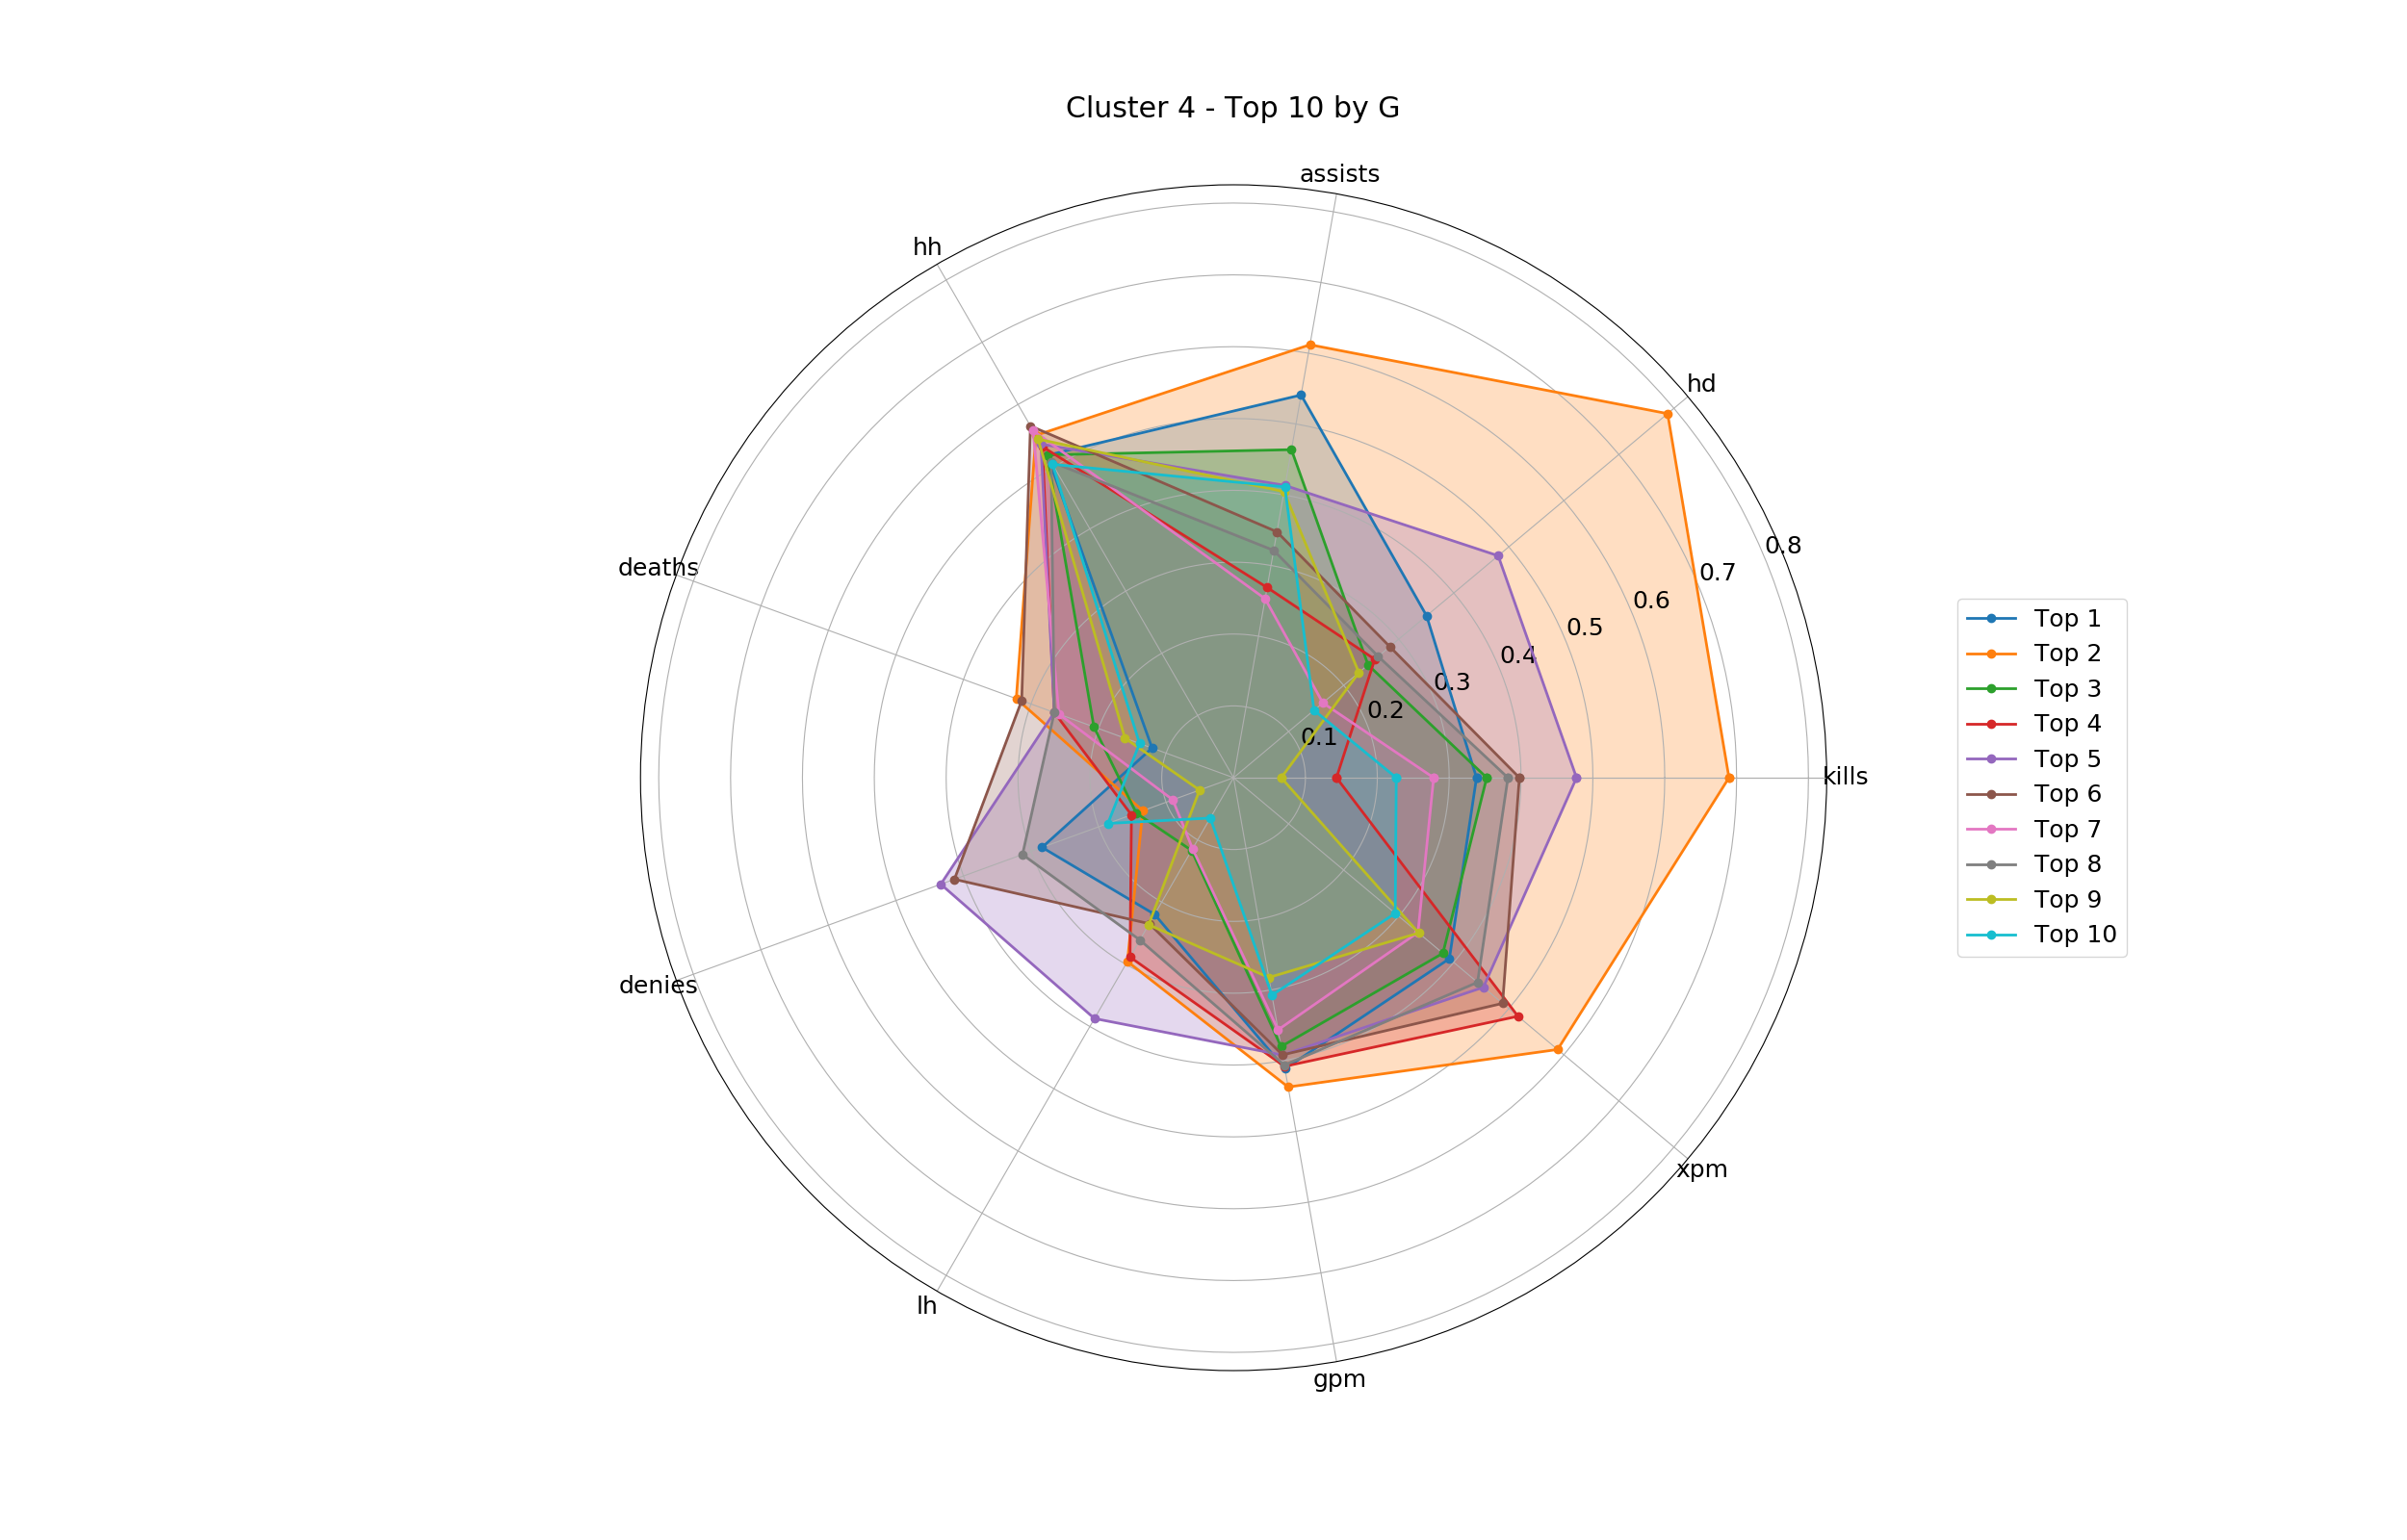 Cluster 4 - Top 10 by G
assists
hh
hd
deaths
0.8
0.7
0.6
0.5
0.4
0.3
0.2
0.1
kills
denies
xpm
lh
gpm
Top 1
Top 2
Top 3
Top 4
Top 5
Top 6
Top 7
Top 8
Top 9
Top 10